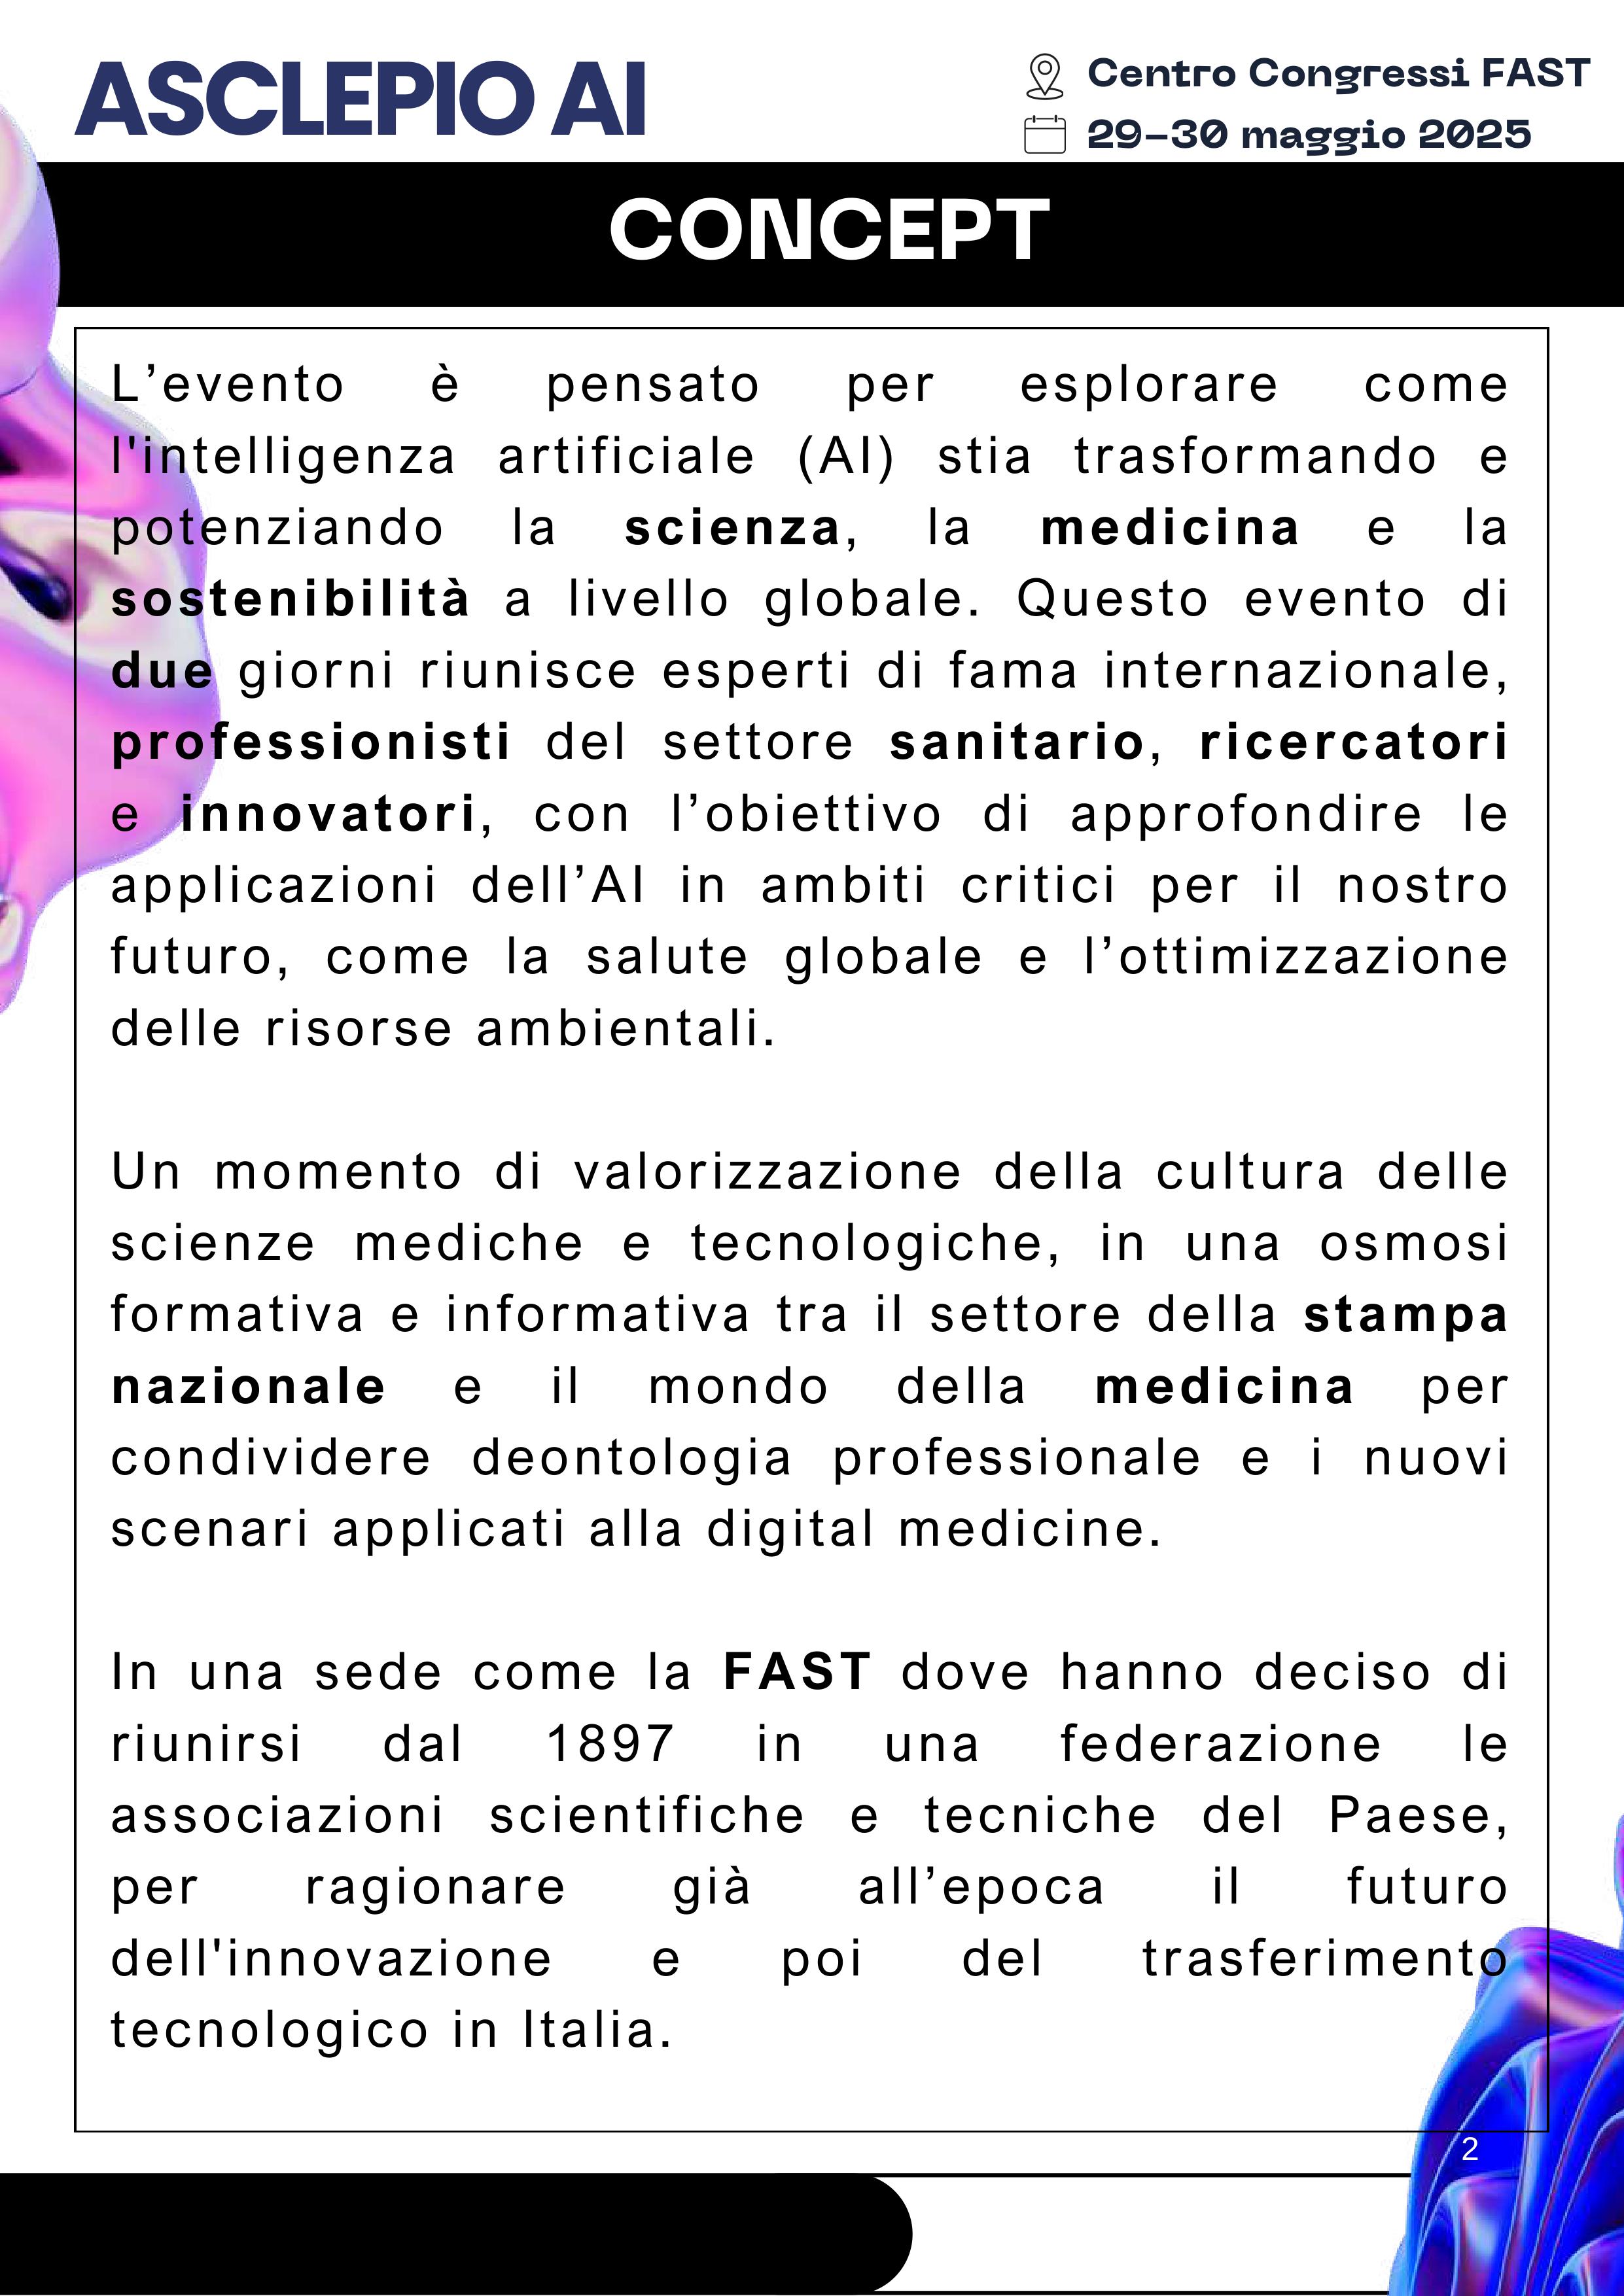 ASCLEPIO AI
Centro Congressi FAST
29-30 maggio 2025
CONCEPT
L’evento è pensato per esplorare come
l'intelligenza artificiale (AI) stia trasformando e
potenziando la scienza, la medicina e la
sostenibilità a livello globale. Questo evento di
due giorni riunisce esperti di fama internazionale,
professionisti del settore sanitario, ricercatori
e innovatori, con l’obiettivo di approfondire le
applicazioni dell’AI in ambiti critici per il nostro
futuro, come la salute globale e l’ottimizzazione
delle risorse ambientali.
Un momento di valorizzazione della cultura delle
scienze mediche e tecnologiche, in una osmosi
formativa e informativa tra il settore della stampa
nazionale e il mondo della medicina per
condividere deontologia professionale e i nuovi
scenari applicati alla digital medicine.
In una sede come la FAST dove hanno deciso di
riunirsi dal 1897 in una federazione le
associazioni scientifiche e tecniche del Paese,
per ragionare già all’epoca il futuro
dell'innovazione e poi del trasferimento
tecnologico in Italia.
2